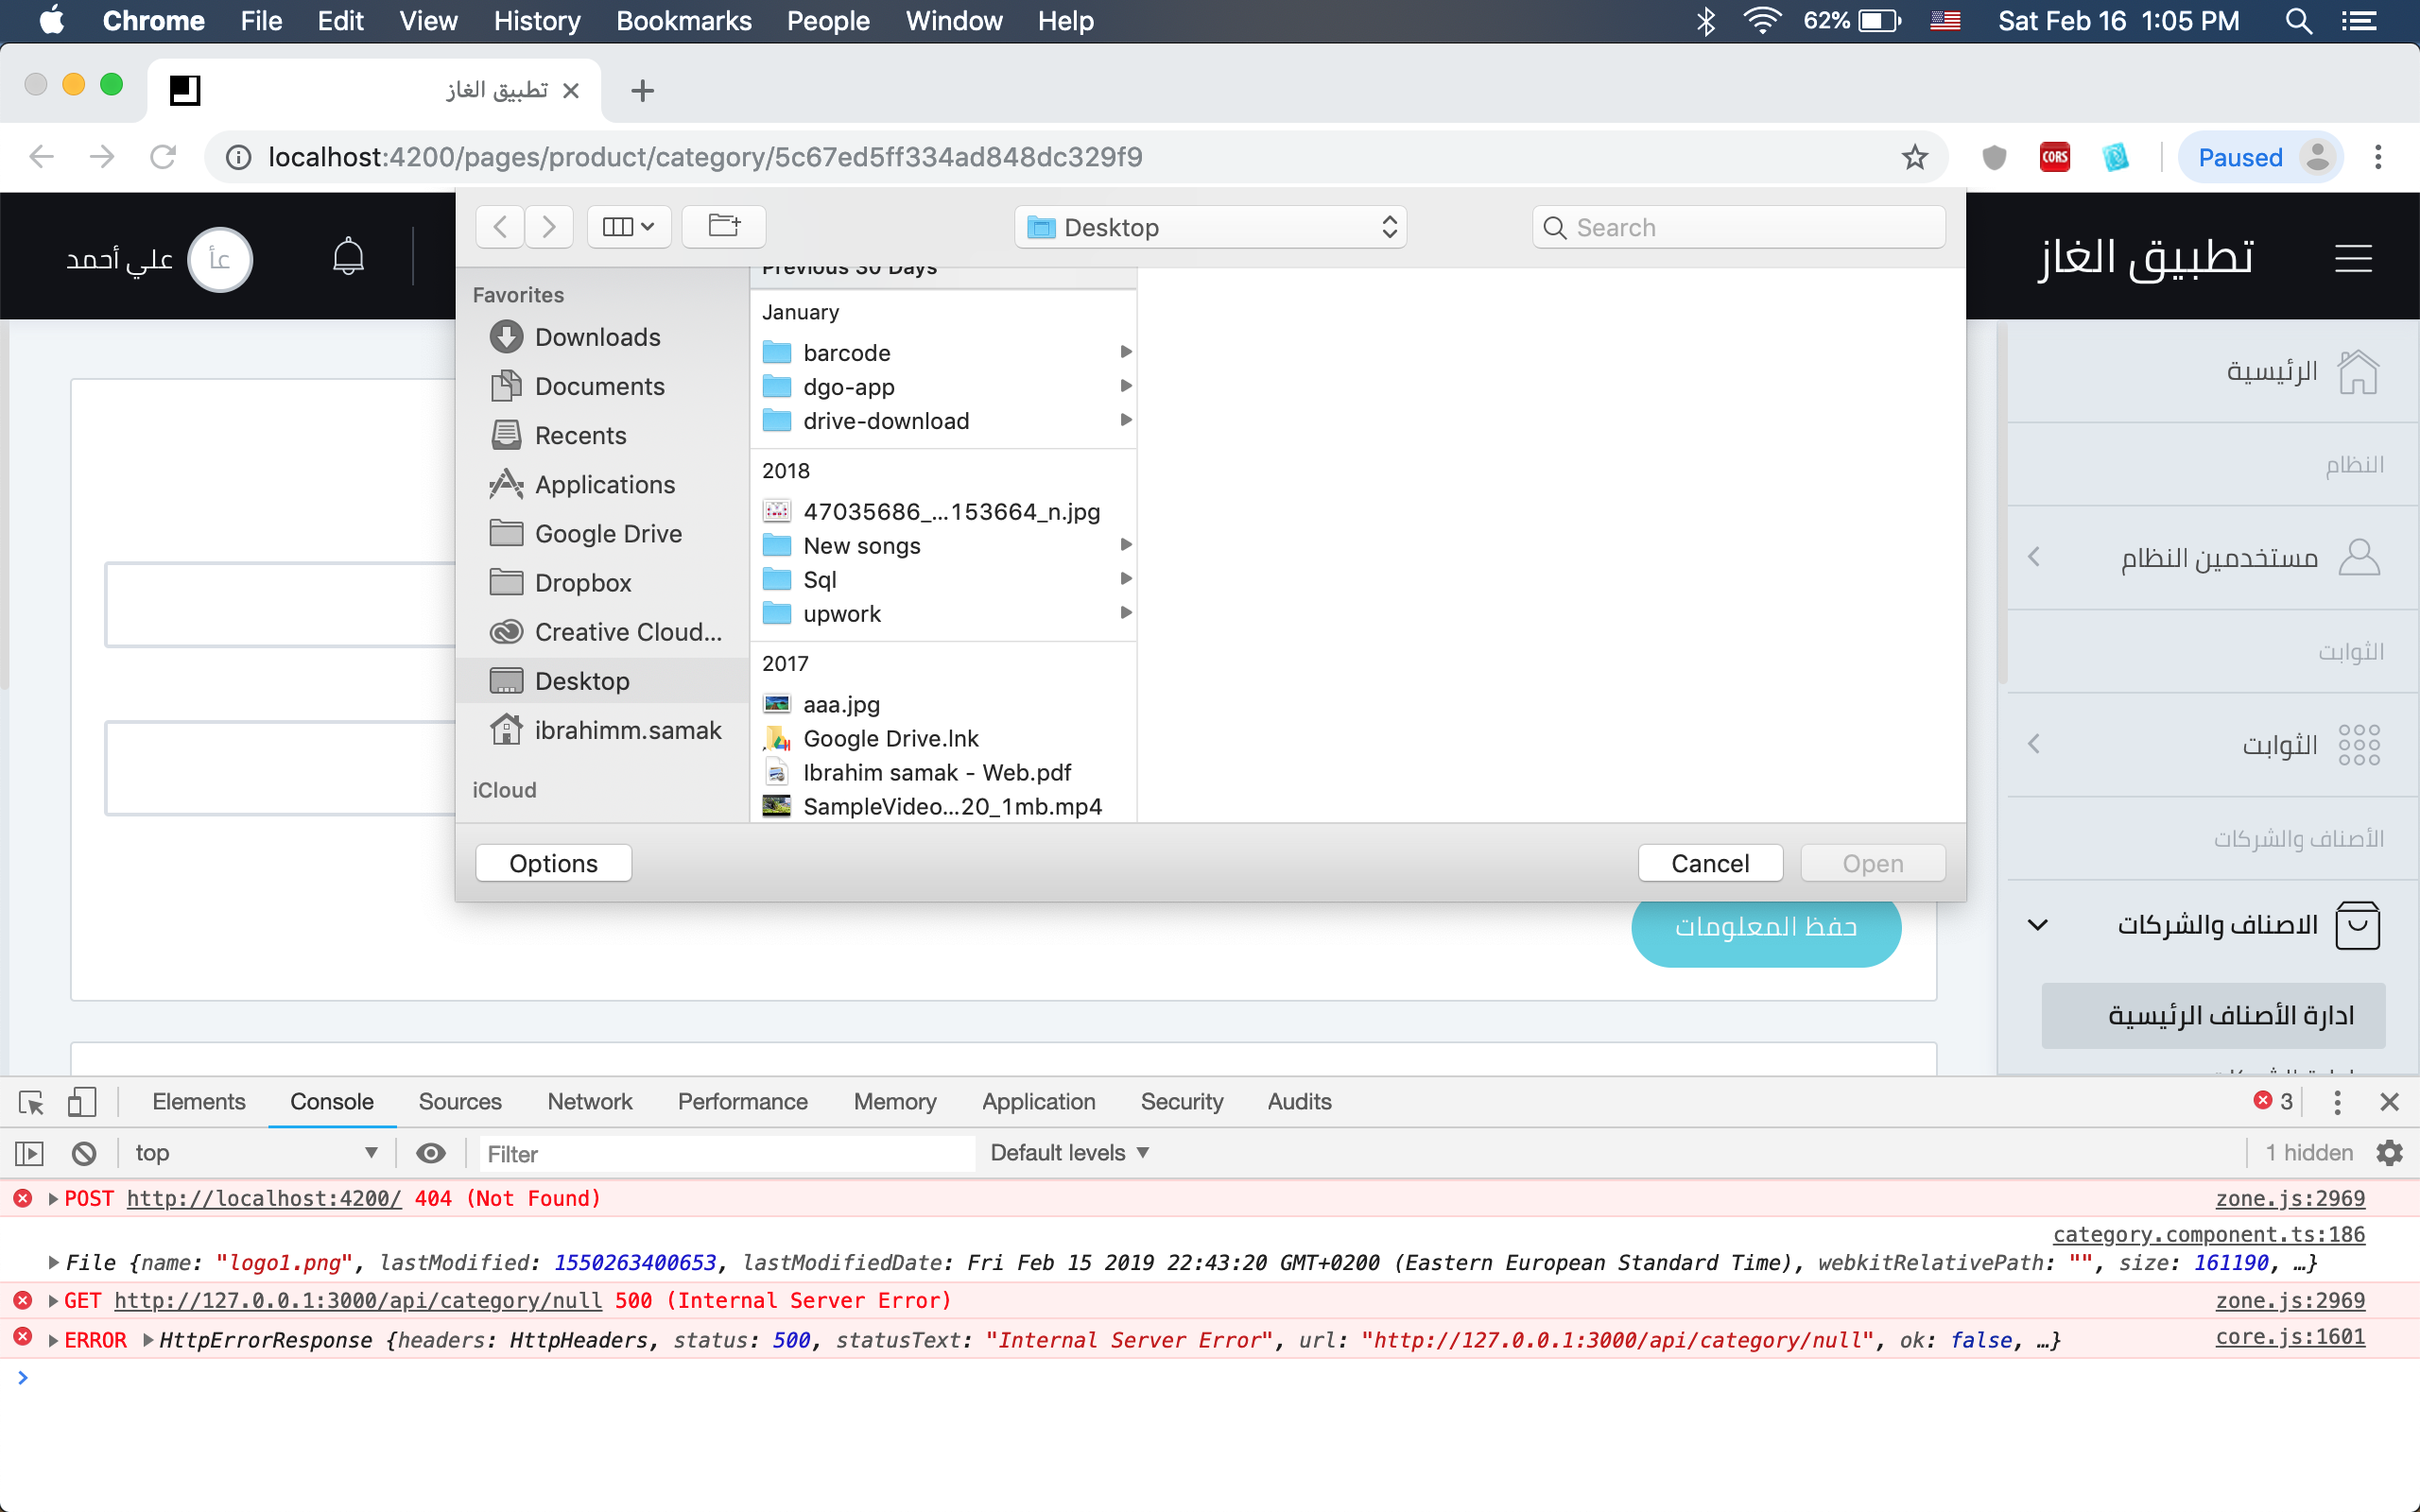 Chrome File Edit View History Bookmarks People Window Help 62% Sat Feb 16 1:05 PM
تطبيق الغاز
localhost:4200/pages/product/category/5c67ed5ff334ad848dc329f9 CORS Paused
Desktop Search
تطبيق الغاز
عأ علي أحمد
Previous 30 Days
Favorites
Downloads
Documents
Recents
Applications
Google Drive
Dropbox
Creative Cloud...
Desktop
ibrahimm.samak
iCloud
January
barcode
dgo-app
drive-download
2018
47035686_...153664_n.jpg
New songs
Sql
upwork
2017
aaa.jpg
Google Drive.lnk
Ibrahim samak - Web.pdf
SampleVideo...20_1mb.mp4
Options Cancel Open
حفظ المعلومات
الرئيسية
النظام
مستخدمين النظام
الثوابت
الثوابت
الأصناف والشركات
الاصناف والشركات
ادارة الأصناف الرئيسية
Elements Console Sources Network Performance Memory Application Security Audits 3
top Filter Default levels 1 hidden
POST http://localhost:4200/ 404 (Not Found) zone.js:2969
category.component.ts:186
File {name: "logo1.png", lastModified: 1550263400653, lastModifiedDate: Fri Feb 15 2019 22:43:20 GMT+0200 (Eastern European Standard Time), webkitRelativePath: "", size: 161190, …}
GET http://127.0.0.1:3000/api/category/null 500 (Internal Server Error) zone.js:2969
ERROR HttpErrorResponse {headers: HttpHeaders, status: 500, statusText: "Internal Server Error", url: "http://127.0.0.1:3000/api/category/null", ok: false, …} core.js:1601